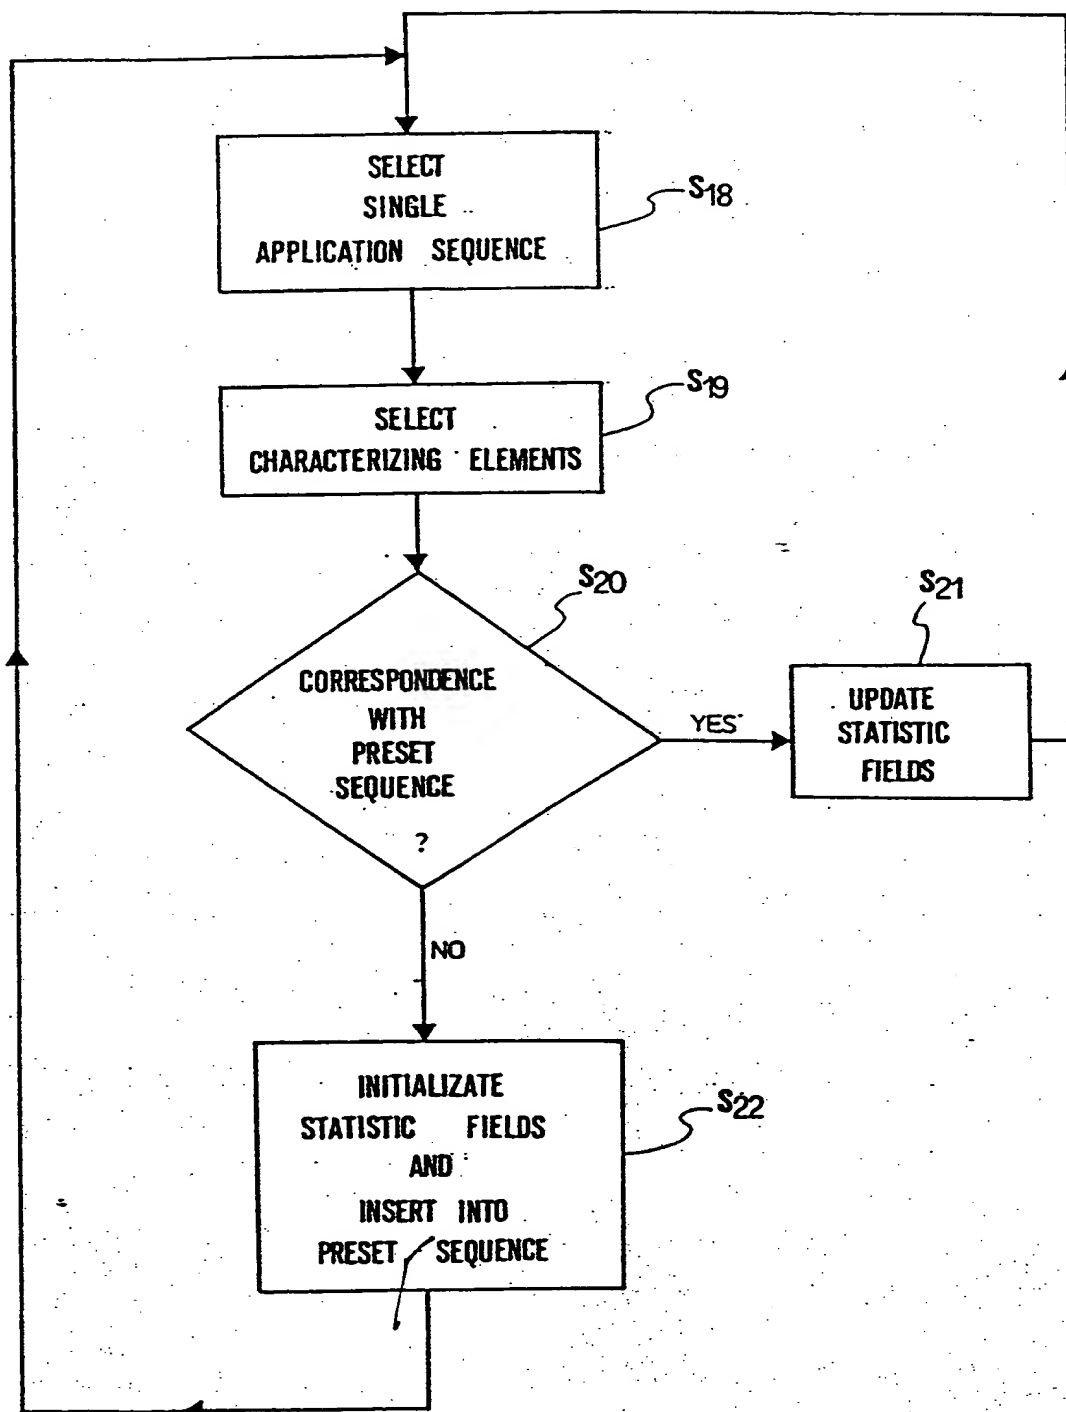 SELECT
SINGLE
APPLICATION SEQUENCE
S18
SELECT
CHARACTERIZING ELEMENTS
S19
CORRESPONDENCE
WITH
PRESET
SEQUENCE
?
S20
YES
UPDATE
STATISTIC
FIELDS
S21
NO
INITIALIZATE
STATISTIC FIELDS
AND
INSERT INTO
PRESET SEQUENCE
S22